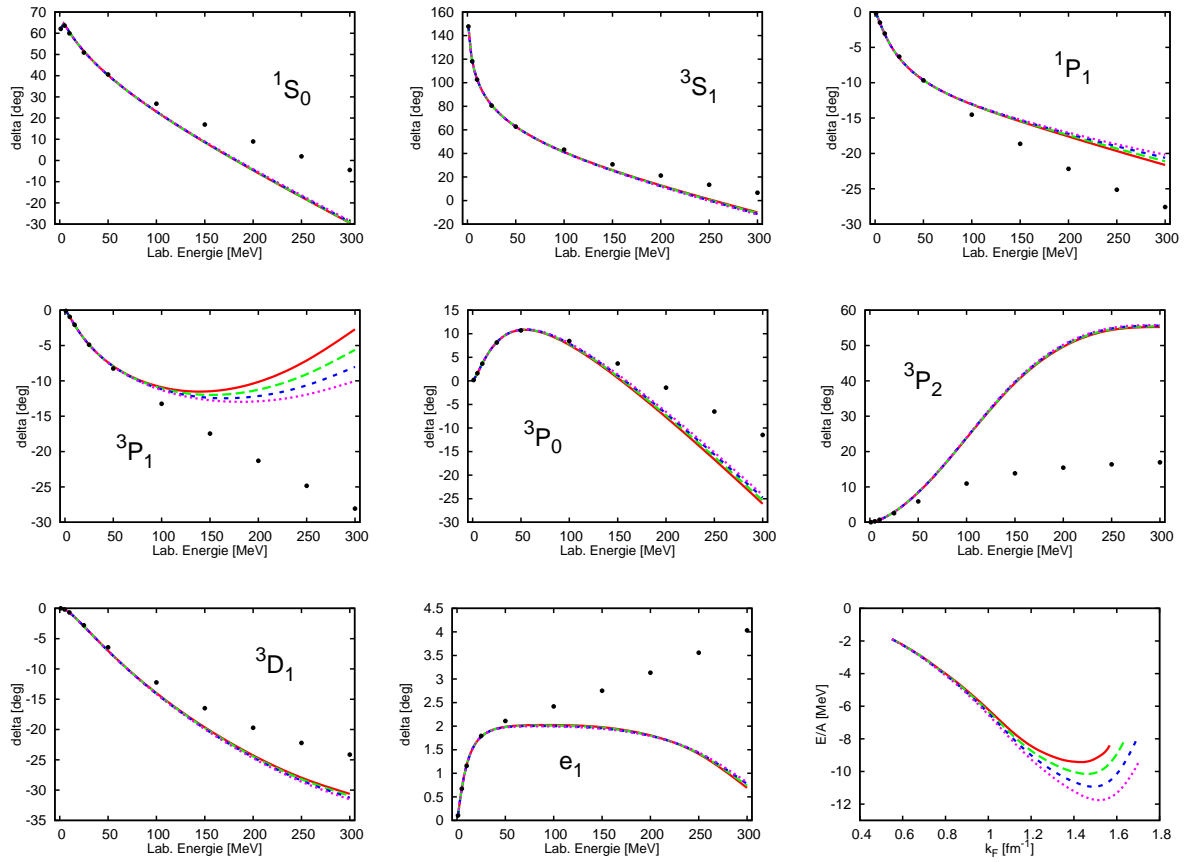 70
60
50
40
30
20
10
0
-10
-20
-30
delta [deg]
¹S₀
0 50 100 150 200 250 300
Lab. Energie [MeV]
160
140
120
100
80
60
40
20
0
-20
delta [deg]
³S₁
0 50 100 150 200 250 300
Lab. Energie [MeV]
0
-5
-10
-15
-20
-25
-30
delta [deg]
¹P₁
0 50 100 150 200 250 300
Lab. Energie [MeV]
0
-5
-10
-15
-20
-25
-30
delta [deg]
³P₁
0 50 100 150 200 250 300
Lab. Energie [MeV]
15
10
5
0
-5
-10
-15
-20
-25
-30
delta [deg]
³P₀
0 50 100 150 200 250 300
Lab. Energie [MeV]
60
50
40
30
20
10
0
delta [deg]
³P₂
0 50 100 150 200 250 300
Lab. Energie [MeV]
0
-5
-10
-15
-20
-25
-30
-35
delta [deg]
³D₁
0 50 100 150 200 250 300
Lab. Energie [MeV]
4.5
4
3.5
3
2.5
2
1.5
1
0.5
0
delta [deg]
e₁
0 50 100 150 200 250 300
Lab. Energie [MeV]
0
-2
-4
-6
-8
-10
-12
E/A [MeV]
0.4 0.6 0.8 1 1.2 1.4 1.6 1.8
k_F [fm⁻¹]